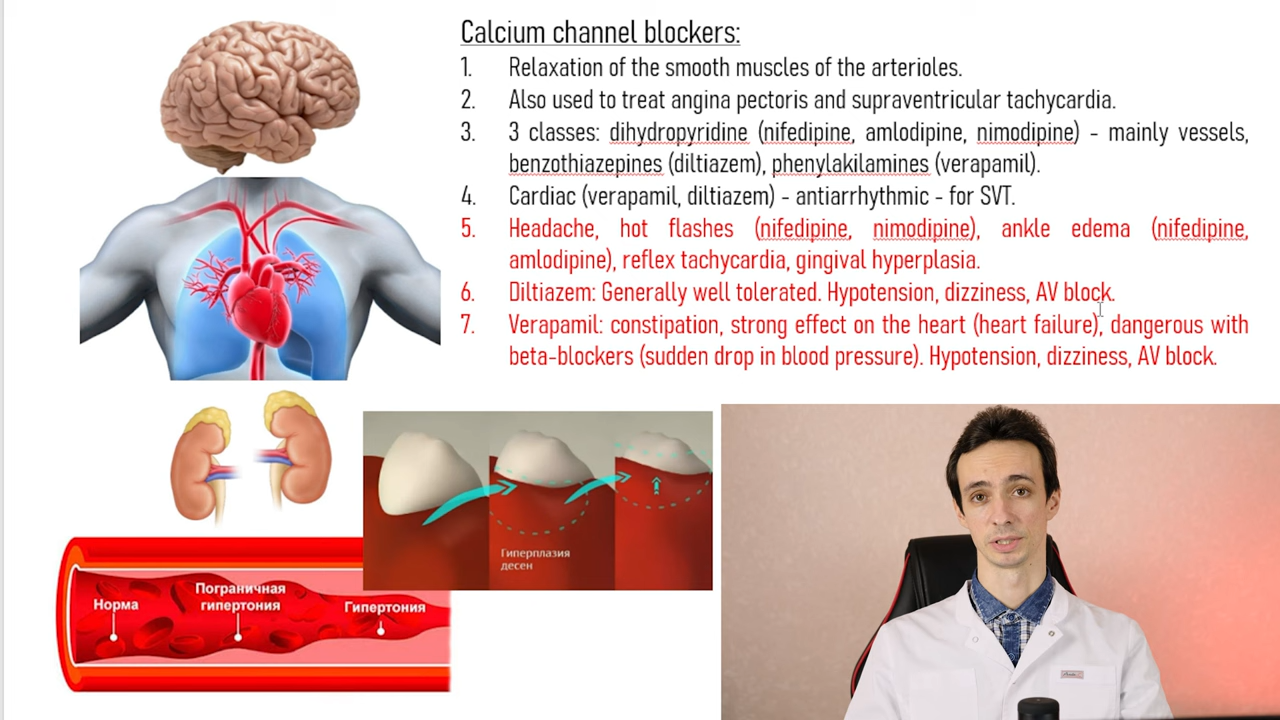 Calcium channel blockers:
1. Relaxation of the smooth muscles of the arterioles.
2. Also used to treat angina pectoris and supraventricular tachycardia.
3. 3 classes: dihydropyridine (nifedipine, amlodipine, nimodipine) - mainly vessels,
benzothiazepines (diltiazem), phenylakilamines (verapamil).
4. Cardiac (verapamil, diltiazem) - antiarrhythmic - for SVT.
5. Headache, hot flashes (nifedipine, nimodipine), ankle edema (nifedipine,
amlodipine), reflex tachycardia, gingival hyperplasia.
6. Diltiazem: Generally well tolerated. Hypotension, dizziness, AV block.
7. Verapamil: constipation, strong effect on the heart (heart failure), dangerous with
beta-blockers (sudden drop in blood pressure). Hypotension, dizziness, AV block.
Гиперплазия
десен
Норма
Пограничная
гипертония
Гипертония